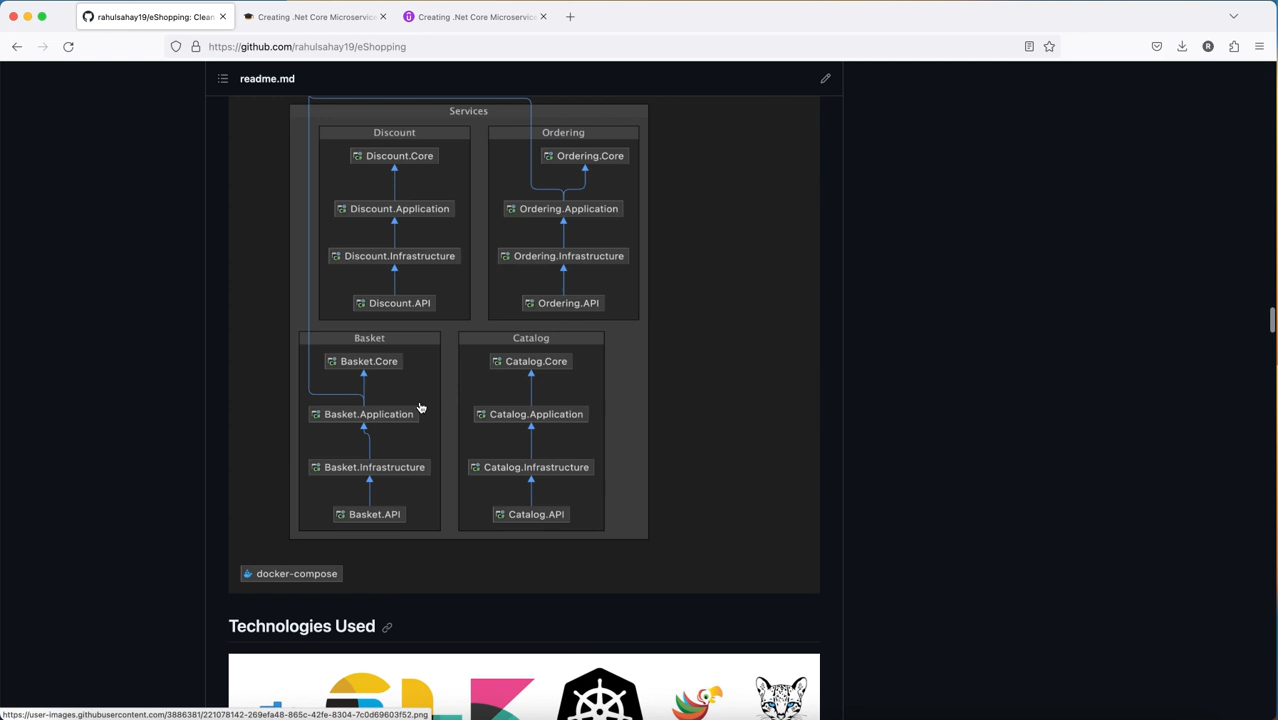 rahulsahay19/eShopping: Clean
Creating .Net Core Microservice
Creating .Net Core Microservice
https://github.com/rahulsahay19/eShopping
R
readme.md
Services
Discount
Ordering
Discount.Core
Ordering.Core
Discount.Application
Ordering.Application
Discount.Infrastructure
Ordering.Infrastructure
Discount.API
Ordering.API
Basket
Catalog
Basket.Core
Catalog.Core
Basket.Application
Catalog.Application
Basket.Infrastructure
Catalog.Infrastructure
Basket.API
Catalog.API
docker-compose
Technologies Used
https://user-images.githubusercontent.com/3886381/221078142-269efa48-865c-42fe-8304-7c0d69603f52.png